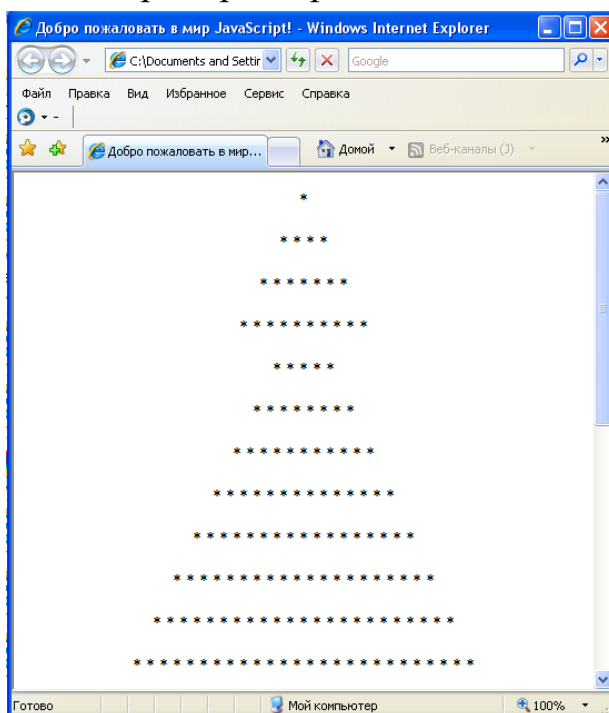 Добро пожаловать в мир JavaScript! - Windows Internet Explorer
C:\Documents and Settir
Google
Файл Правка Вид Избранное Сервис Справка
Добро пожаловать в мир... Домой Веб-каналы (J) »
*
* * * *
* * * * * * *
* * * * * * * * * *
* * * * *
* * * * * * * *
* * * * * * * * * * *
* * * * * * * * * * * * * *
* * * * * * * * * * * * * * * * *
* * * * * * * * * * * * * * * * * * * *
* * * * * * * * * * * * * * * * * * * * * * *
* * * * * * * * * * * * * * * * * * * * * * * * * *
Готово Мой компьютер 100%